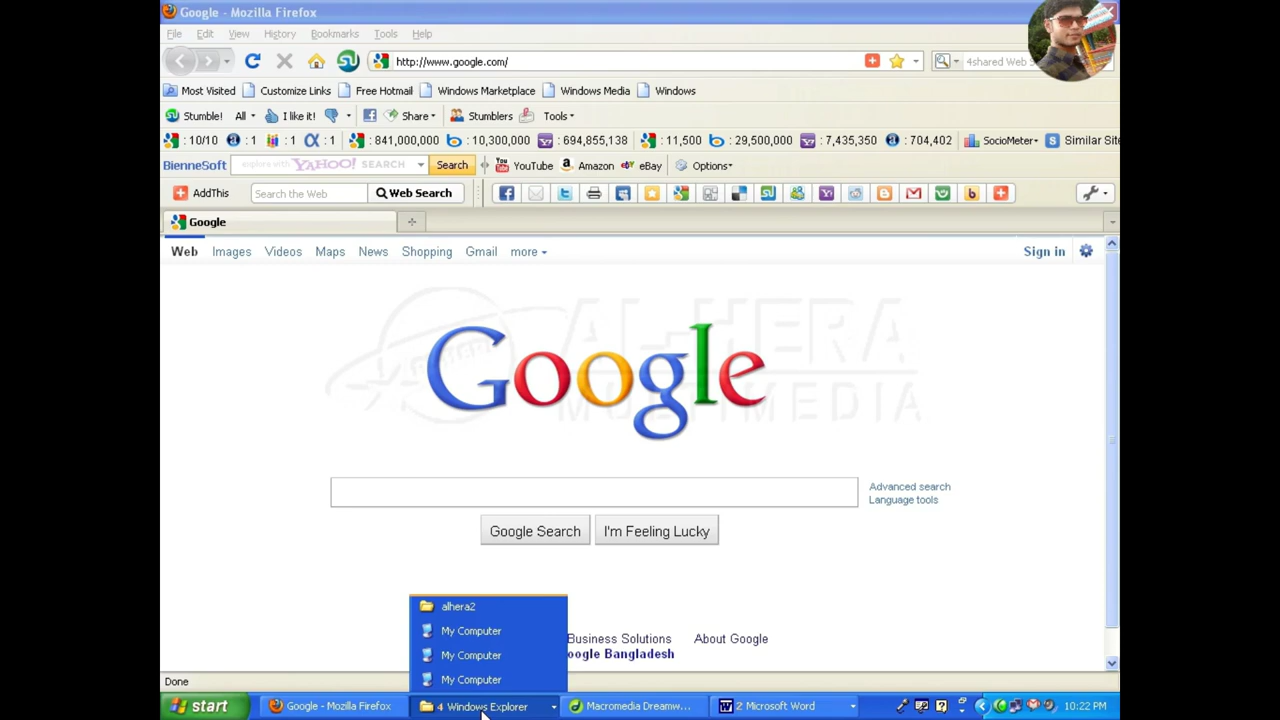 Google - Mozilla Firefox
File Edit View History Bookmarks Tools Help
http://www.google.com/ 4shared Web S
Most Visited Customize Links Free Hotmail Windows Marketplace Windows Media Windows
Stumble! All I like it! Share Stumblers Tools
: 10/10 : 1 : 1 : 1 : 841,000,000 : 10,300,000 : 694,855,138 : 11,500 : 29,500,000 : 7,435,350 : 704,402 SocioMeter Similar Site
BienneSoft explore with YAHOO! SEARCH Search YouTube Amazon eBay Options
AddThis Search the Web Web Search
Google
Web Images Videos Maps News Shopping Gmail more Sign in
AL-HERA
Google
MULTIMEDIA
Advanced search
Language tools
Google Search I'm Feeling Lucky
alhera2
My Computer
Business Solutions About Google
My Computer
oogle Bangladesh
My Computer
Done
start Google - Mozilla Firefox 4 Windows Explorer Macromedia Dreamw... 2 Microsoft Word 10:22 PM